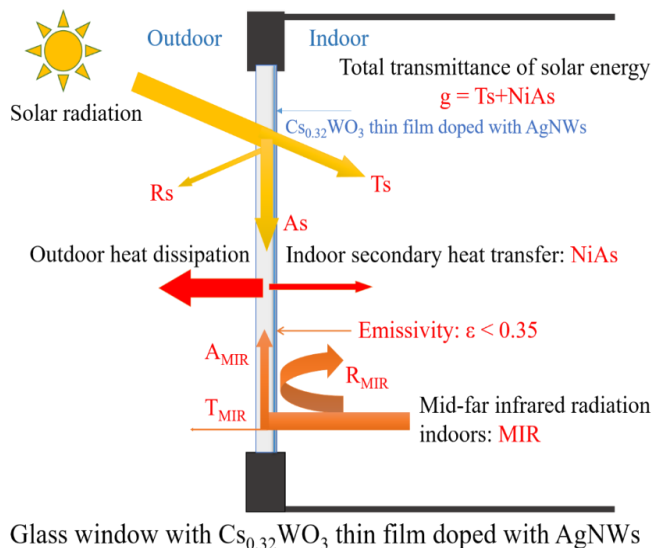 Outdoor
Indoor
Total transmittance of solar energy
g = Ts+NiAs
Solar radiation
Cs0.32WO3 thin film doped with AgNWs
Rs
Ts
As
Outdoor heat dissipation
Indoor secondary heat transfer: NiAs
Emissivity: ε < 0.35
AMIR
RMIR
TMIR
Mid-far infrared radiation
indoors: MIR
Glass window with Cs0.32WO3 thin film doped with AgNWs